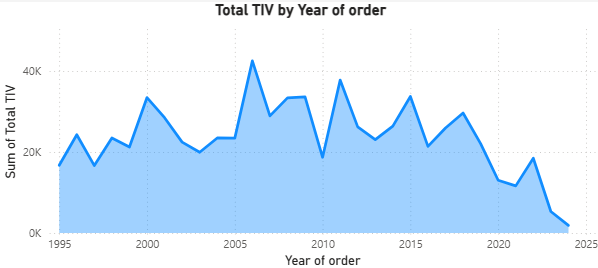 Total TIV by Year of order
Sum of Total TIV
40K
20K
0K
1995
2000
2005
2010
2015
2020
2025
Year of order